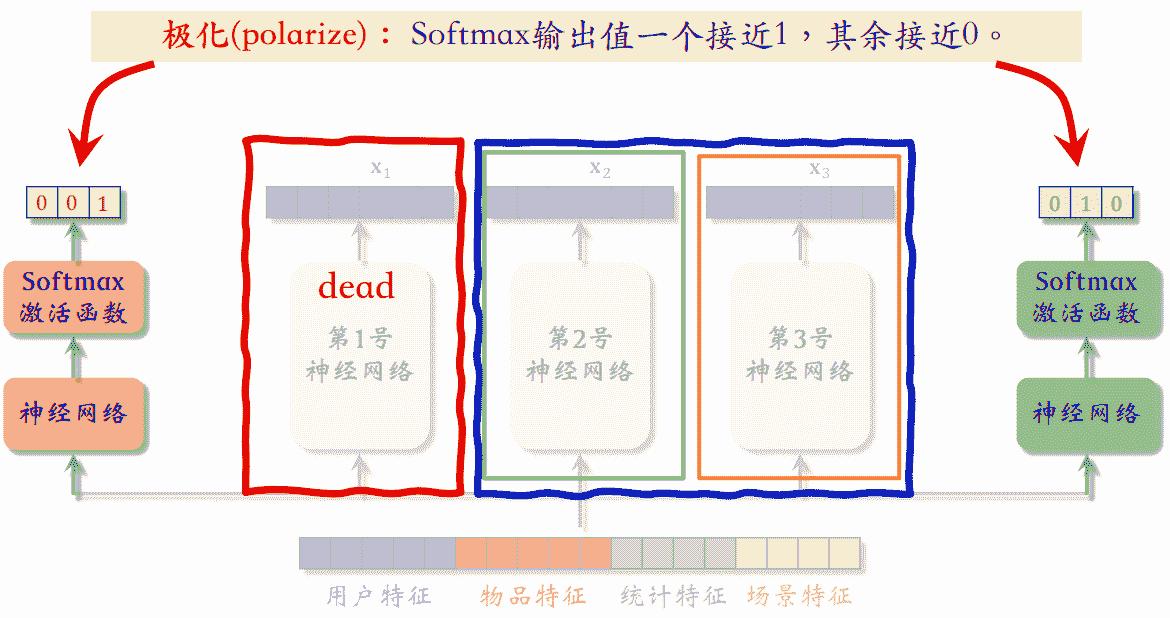 极化(polarize)：Softmax输出值一个接近1，其余接近0。
x₁
x₂
x₃
0 0 1
0 1 0
Softmax
激活函数
dead
第1号
神经网络
第2号
神经网络
第3号
神经网络
Softmax
激活函数
神经网络
神经网络
用户特征
物品特征
统计特征
场景特征